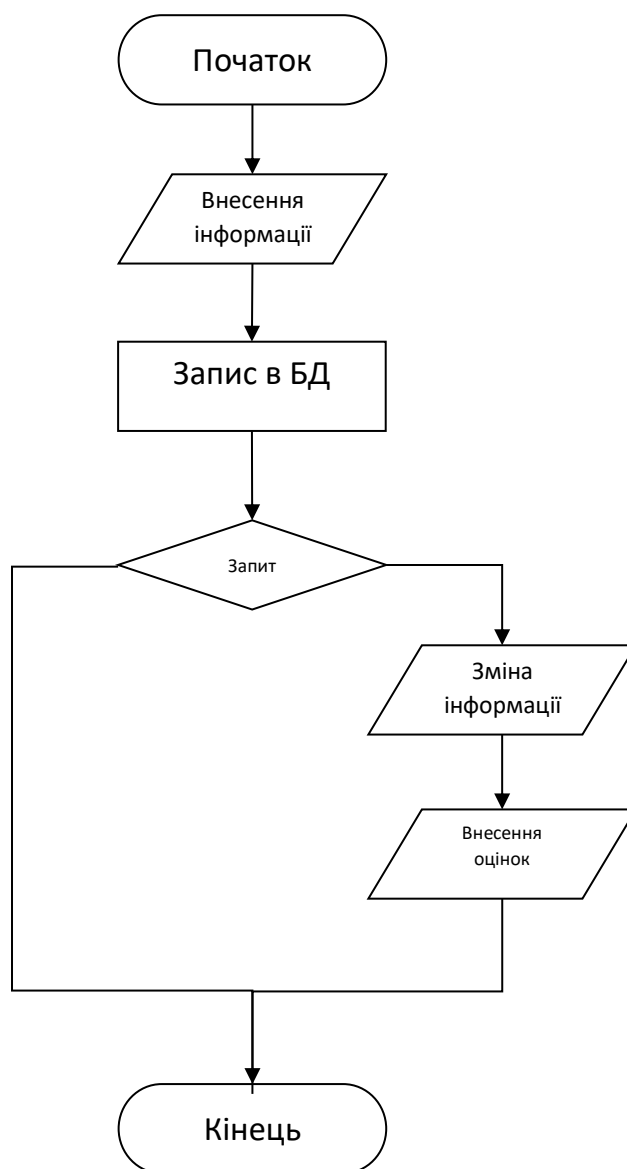 Початок
Внесення
інформації
Запис в БД
Запит
Зміна
інформації
Внесення
оцінок
Кінець